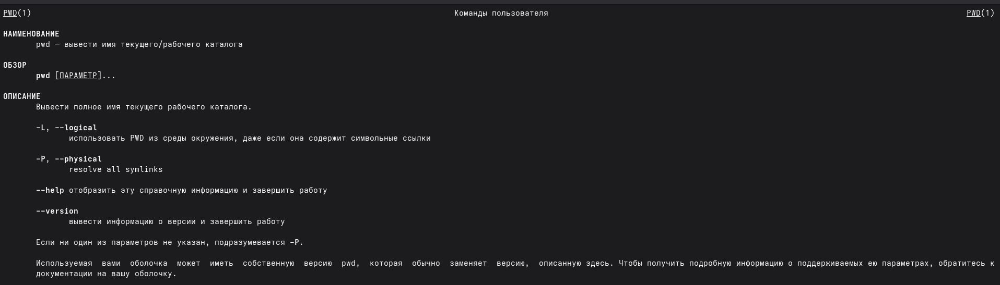 PWD(1) Команды пользователя PWD(1)
НАИМЕНОВАНИЕ
pwd — вывести имя текущего/рабочего каталога
ОБЗОР
pwd [ПАРАМЕТР]...
ОПИСАНИЕ
Вывести полное имя текущего рабочего каталога.
-L, --logical
использовать PWD из среды окружения, даже если она содержит символьные ссылки
-P, --physical
resolve all symlinks
--help отобразить эту справочную информацию и завершить работу
--version
вывести информацию о версии и завершить работу
Если ни один из параметров не указан, подразумевается -P.
Используемая вами оболочка может иметь собственную версию pwd, которая обычно заменяет версию, описанную здесь. Чтобы получить подробную информацию о поддерживаемых ею параметрах, обратитесь к
документации на вашу оболочку.